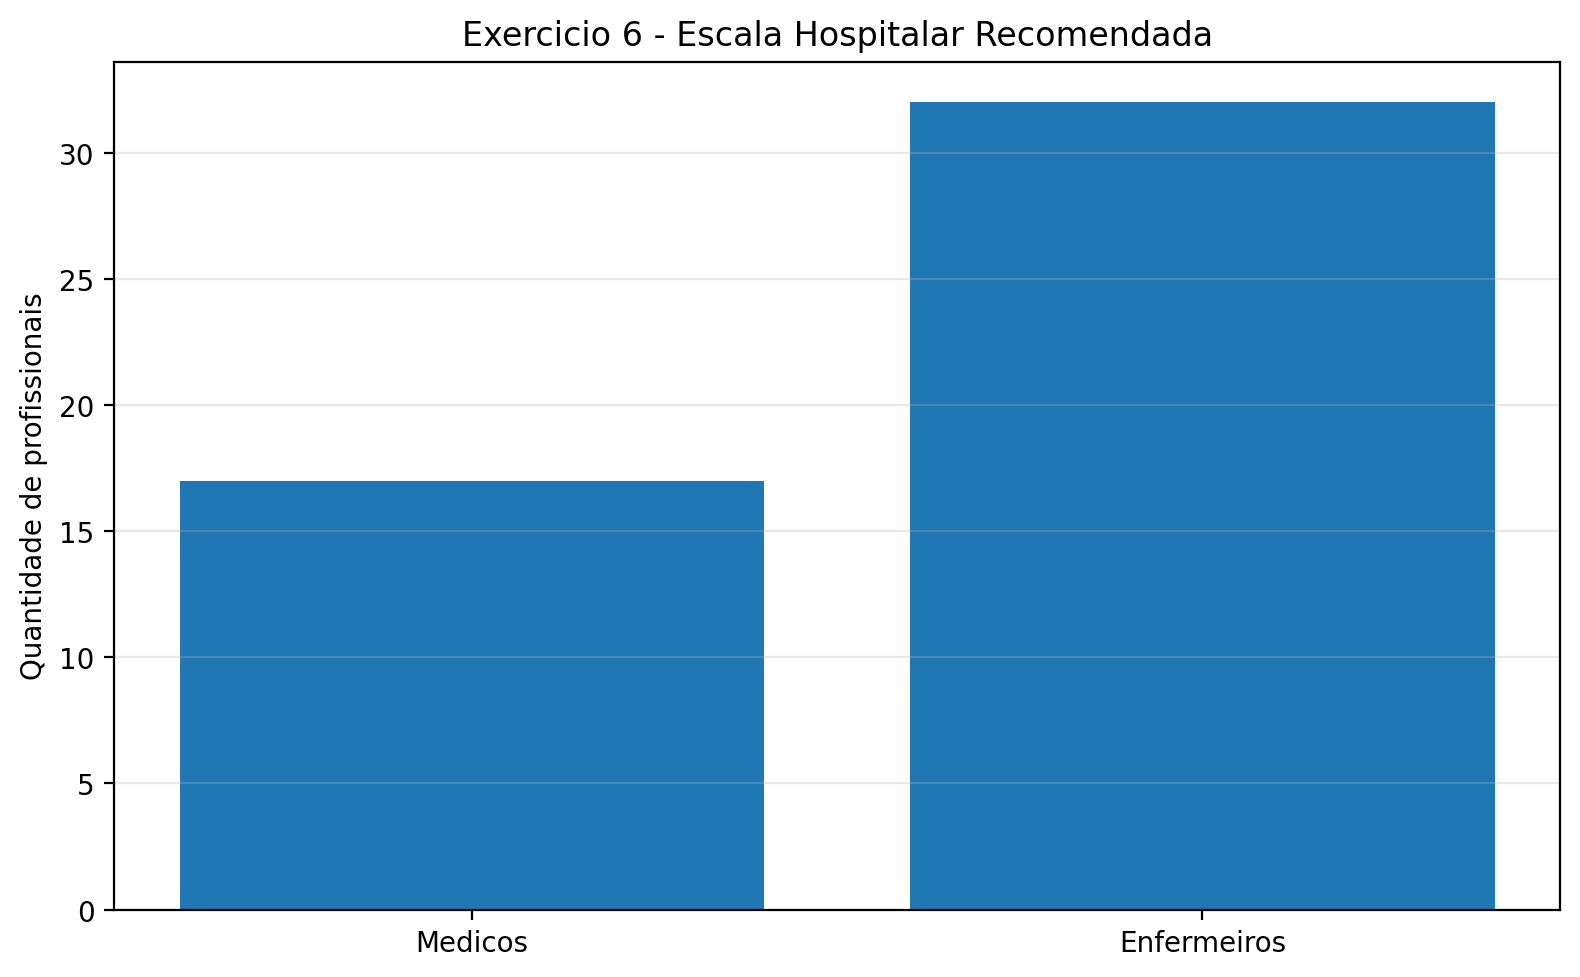 Exercicio 6 - Escala Hospitalar Recomendada
Quantidade de profissionais
30
25
20
15
10
5
0
Medicos
Enfermeiros